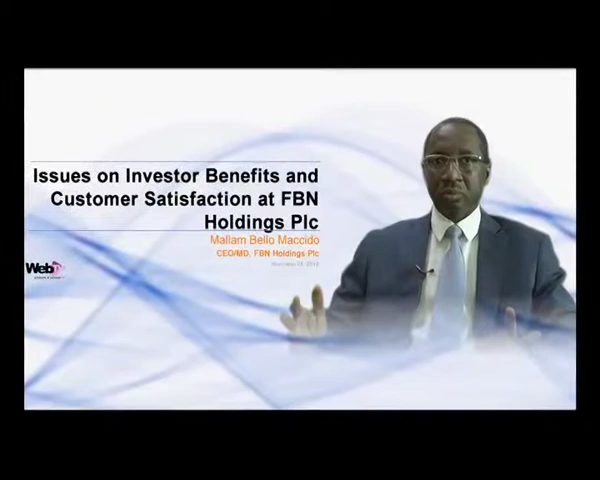 Issues on Investor Benefits and
Customer Satisfaction at FBN
Holdings Plc
Mallam Bello Maccido
CEO/MD, FBN Holdings Plc
WebTV